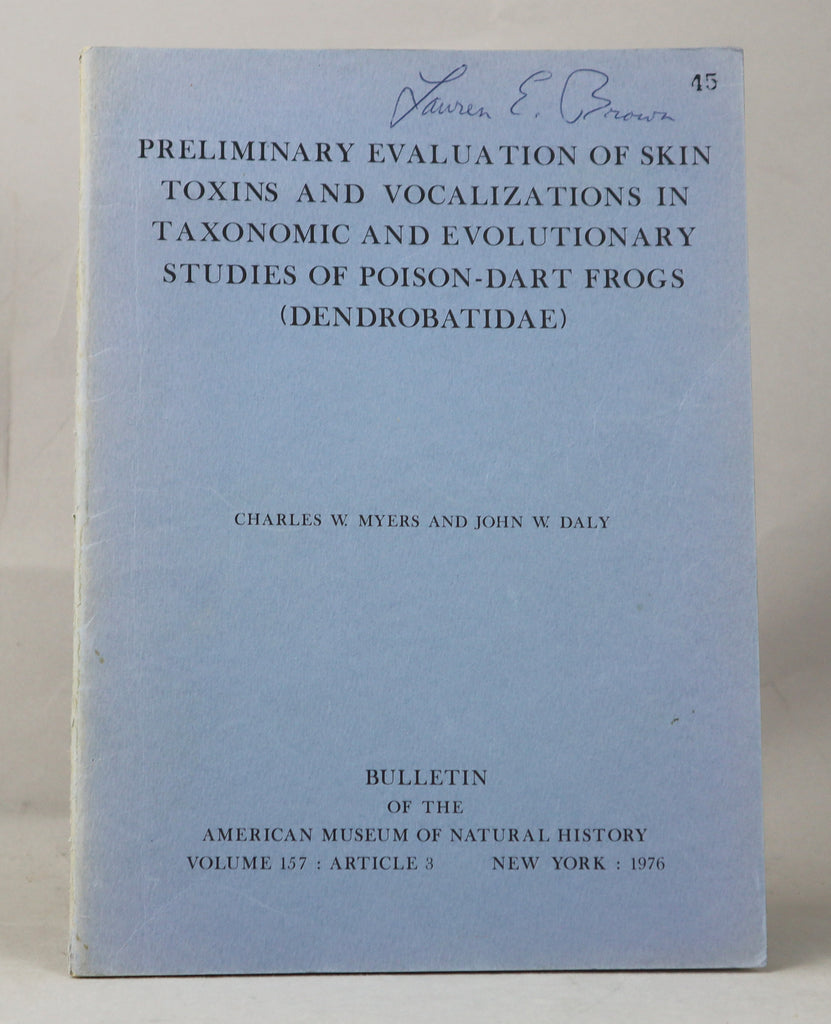 Lauren E. Brown 45
PRELIMINARY EVALUATION OF SKIN
TOXINS AND VOCALIZATIONS IN
TAXONOMIC AND EVOLUTIONARY
STUDIES OF POISON-DART FROGS
(DENDROBATIDAE)
CHARLES W. MYERS AND JOHN W. DALY
BULLETIN
OF THE
AMERICAN MUSEUM OF NATURAL HISTORY
VOLUME 157 : ARTICLE 3 NEW YORK : 1976